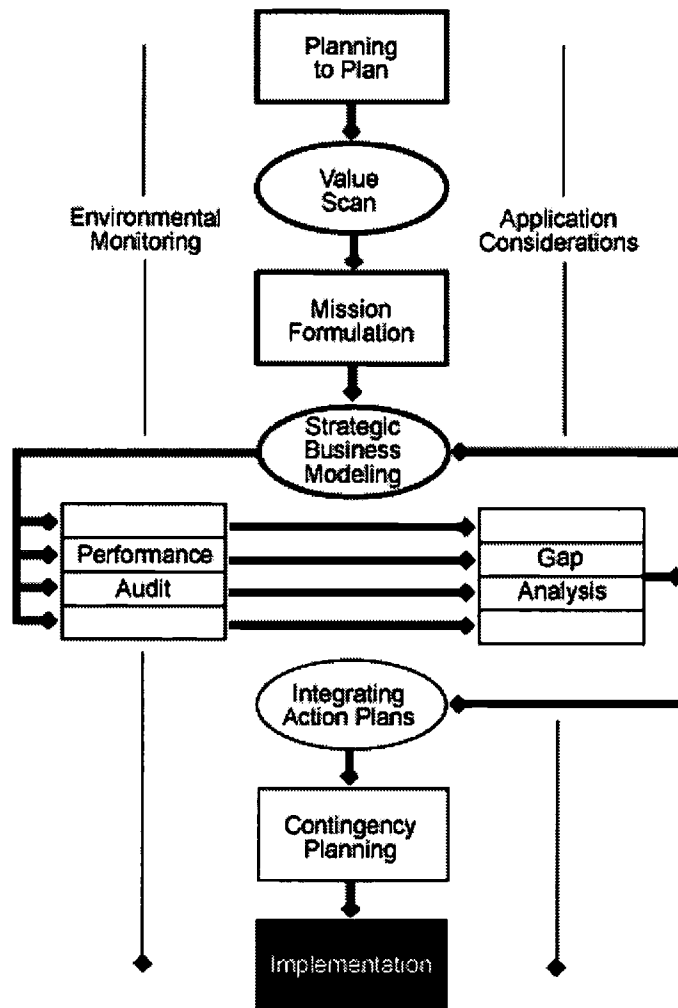 Planning
to Plan
Value
Scan
Environmental
Monitoring
Application
Considerations
Mission
Formulation
Strategic
Business
Modeling
Performance
Audit
Gap
Analysis
Integrating
Action Plans
Contingency
Planning
Implementation